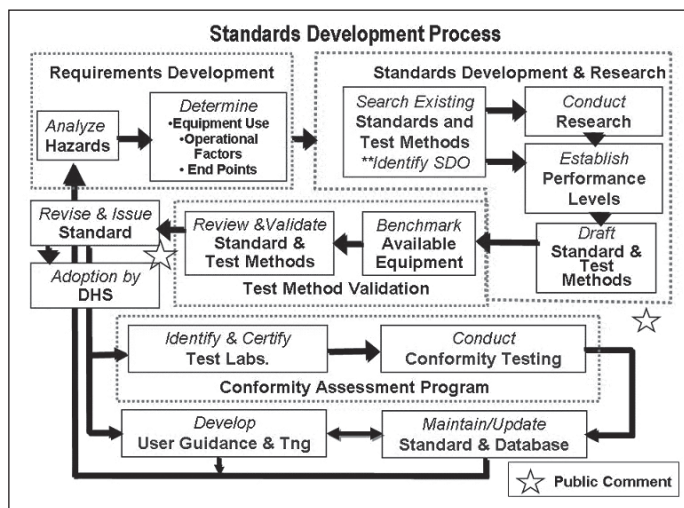 Standards Development Process
Requirements Development
Analyze
Hazards
Determine
•Equipment Use
•Operational
Factors
• End Points
Standards Development & Research
Search Existing
Standards and
Test Methods
**Identify SDO
Conduct
Research
Establish
Performance
Levels
Draft
Standard & Test
Methods
Benchmark
Available
Equipment
Review &Validate
Standard &
Test Methods
Test Method Validation
Revise & Issue
Standard
Adoption by
DHS
Identify & Certify
Test Labs.
Conduct
Conformity Testing
Conformity Assessment Program
Develop
User Guidance & Tng
Maintain/Update
Standard & Database
Public Comment